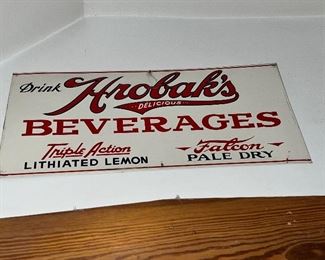 Drink Hrobak's
DELICIOUS
BEVERAGES
Triple Action
LITHIATED LEMON
Falcon
PALE DRY